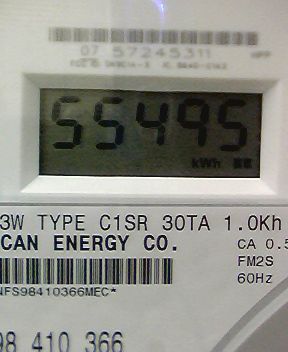 07 57245311
55495
kWh
3W TYPE C1SR 30TA 1.0Kh
CAN ENERGY CO.
CA 0.5
FM2S
60Hz
NFS98410366MEC*
98 410 366